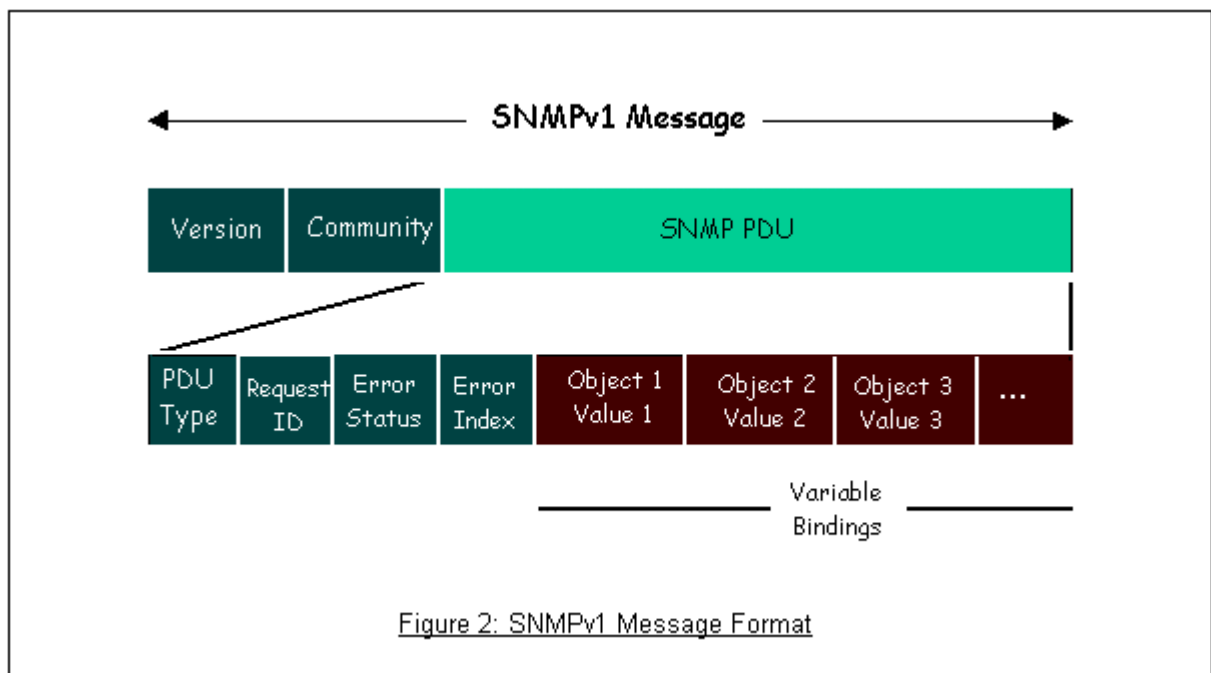 SNMPv1 Message
Version Community SNMP PDU
PDU Type
Request ID
Error Status
Error Index
Object 1 Value 1
Object 2 Value 2
Object 3 Value 3
...
Variable
Bindings
Figure 2: SNMPv1 Message Format